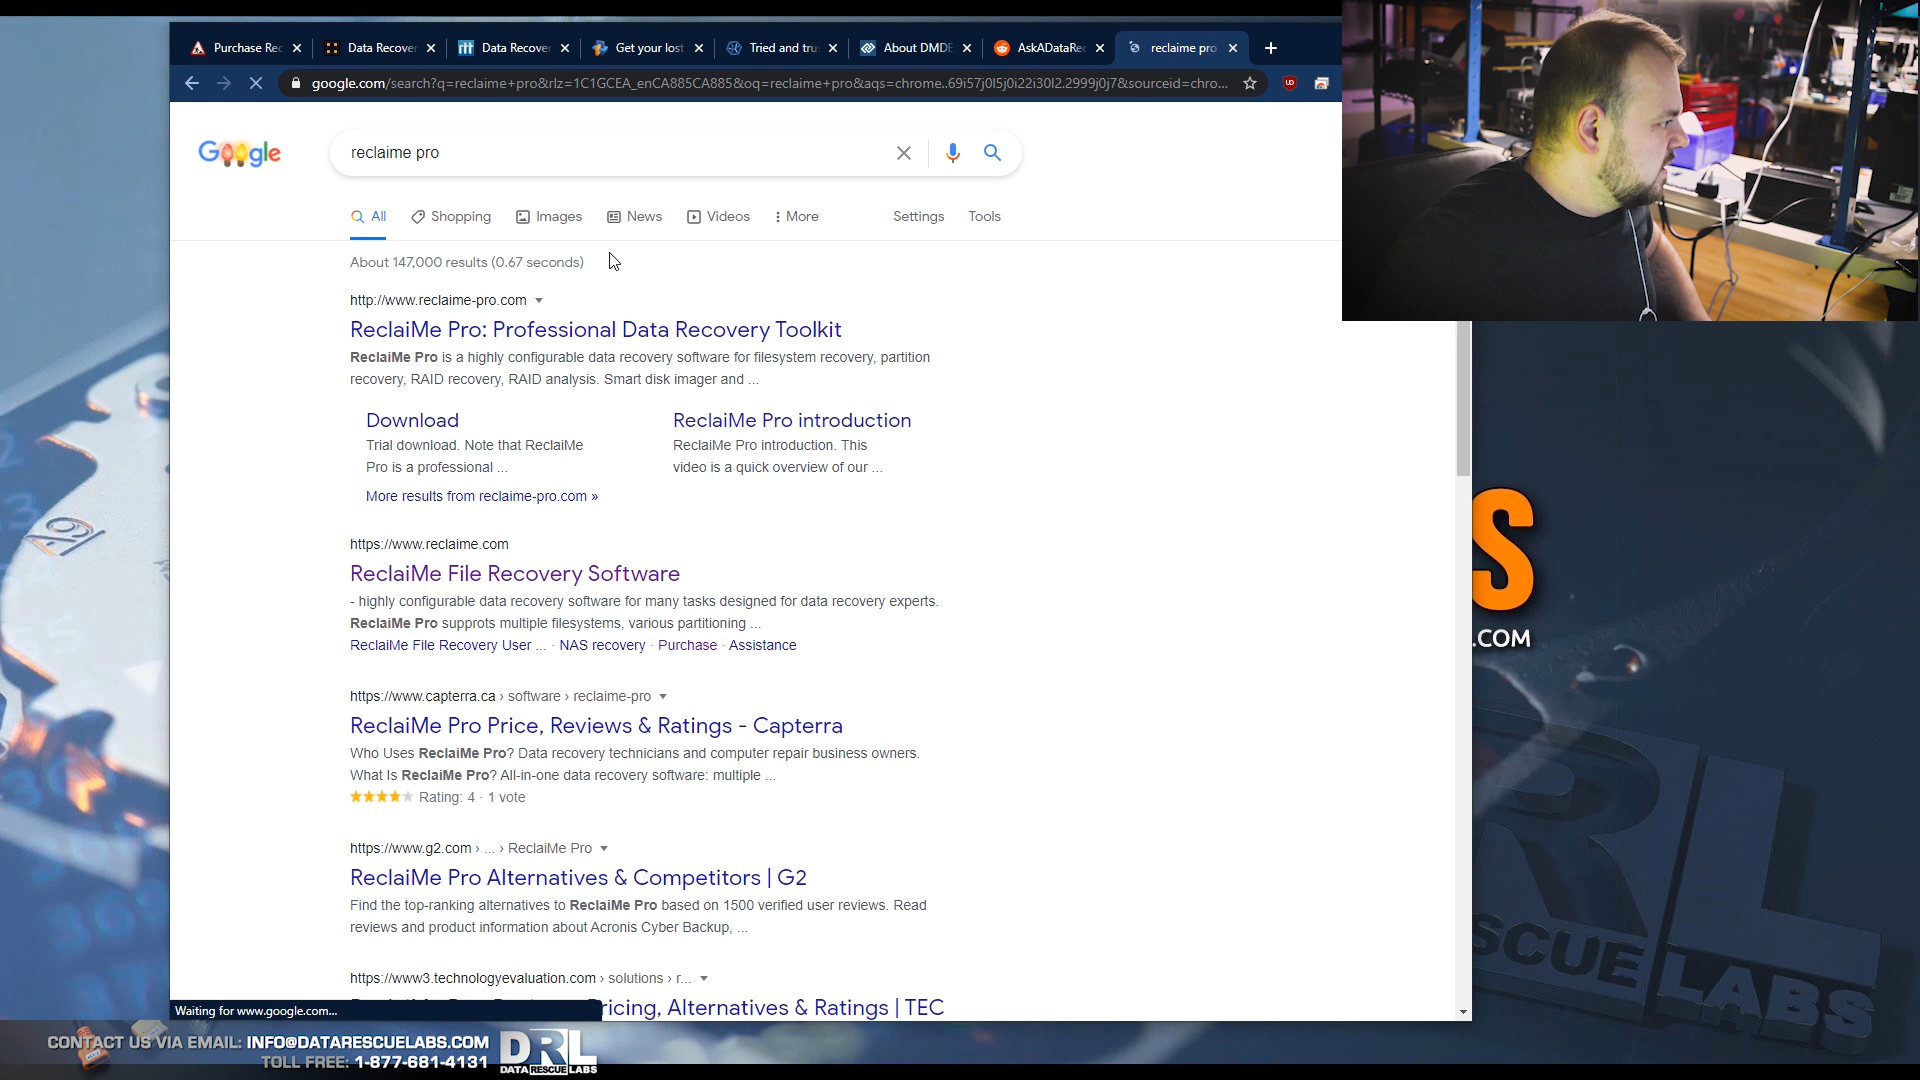 Purchase Rec
Data Recover
Data Recover
Get your lost
Tried and tru
About DMDE
AskADataRec
reclaime pro
google.com/search?q=reclaime+pro&rlz=1C1GCEA_enCA885CA885&oq=reclaime+pro&aqs=chrome..69i57j0l5j0i22i30l2.2999j0j7&sourceid=chro...
Google
reclaime pro
All
Shopping
Images
News
Videos
More
Settings
Tools
About 147,000 results (0.67 seconds)
http://www.reclaime-pro.com
ReclaiMe Pro: Professional Data Recovery Toolkit
ReclaiMe Pro is a highly configurable data recovery software for filesystem recovery, partition
recovery, RAID recovery, RAID analysis. Smart disk imager and ...
Download
Trial download. Note that ReclaiMe
Pro is a professional ...
ReclaiMe Pro introduction
ReclaiMe Pro introduction. This
video is a quick overview of our ...
More results from reclaime-pro.com »
https://www.reclaime.com
ReclaiMe File Recovery Software
- highly configurable data recovery software for many tasks designed for data recovery experts.
ReclaiMe Pro supports multiple filesystems, various partitioning ...
ReclaiMe File Recovery User ... · NAS recovery · Purchase · Assistance
https://www.capterra.ca › software › reclaime-pro
ReclaiMe Pro Price, Reviews & Ratings - Capterra
Who Uses ReclaiMe Pro? Data recovery technicians and computer repair business owners.
What Is ReclaiMe Pro? All-in-one data recovery software: multiple ...
Rating: 4 · 1 vote
https://www.g2.com › ... › ReclaiMe Pro
ReclaiMe Pro Alternatives & Competitors | G2
Find the top-ranking alternatives to ReclaiMe Pro based on 1500 verified user reviews. Read
reviews and product information about Acronis Cyber Backup, ...
https://www3.technologyevaluation.com › solutions › r...
ricing, Alternatives & Ratings | TEC
Waiting for www.google.com...
S
.COM
DRL
SCUE LABS
CONTACT US VIA EMAIL: INFO@DATARESCUELABS.COM
TOLL FREE: 1-877-681-4131
DRL
DATA RESCUE LABS